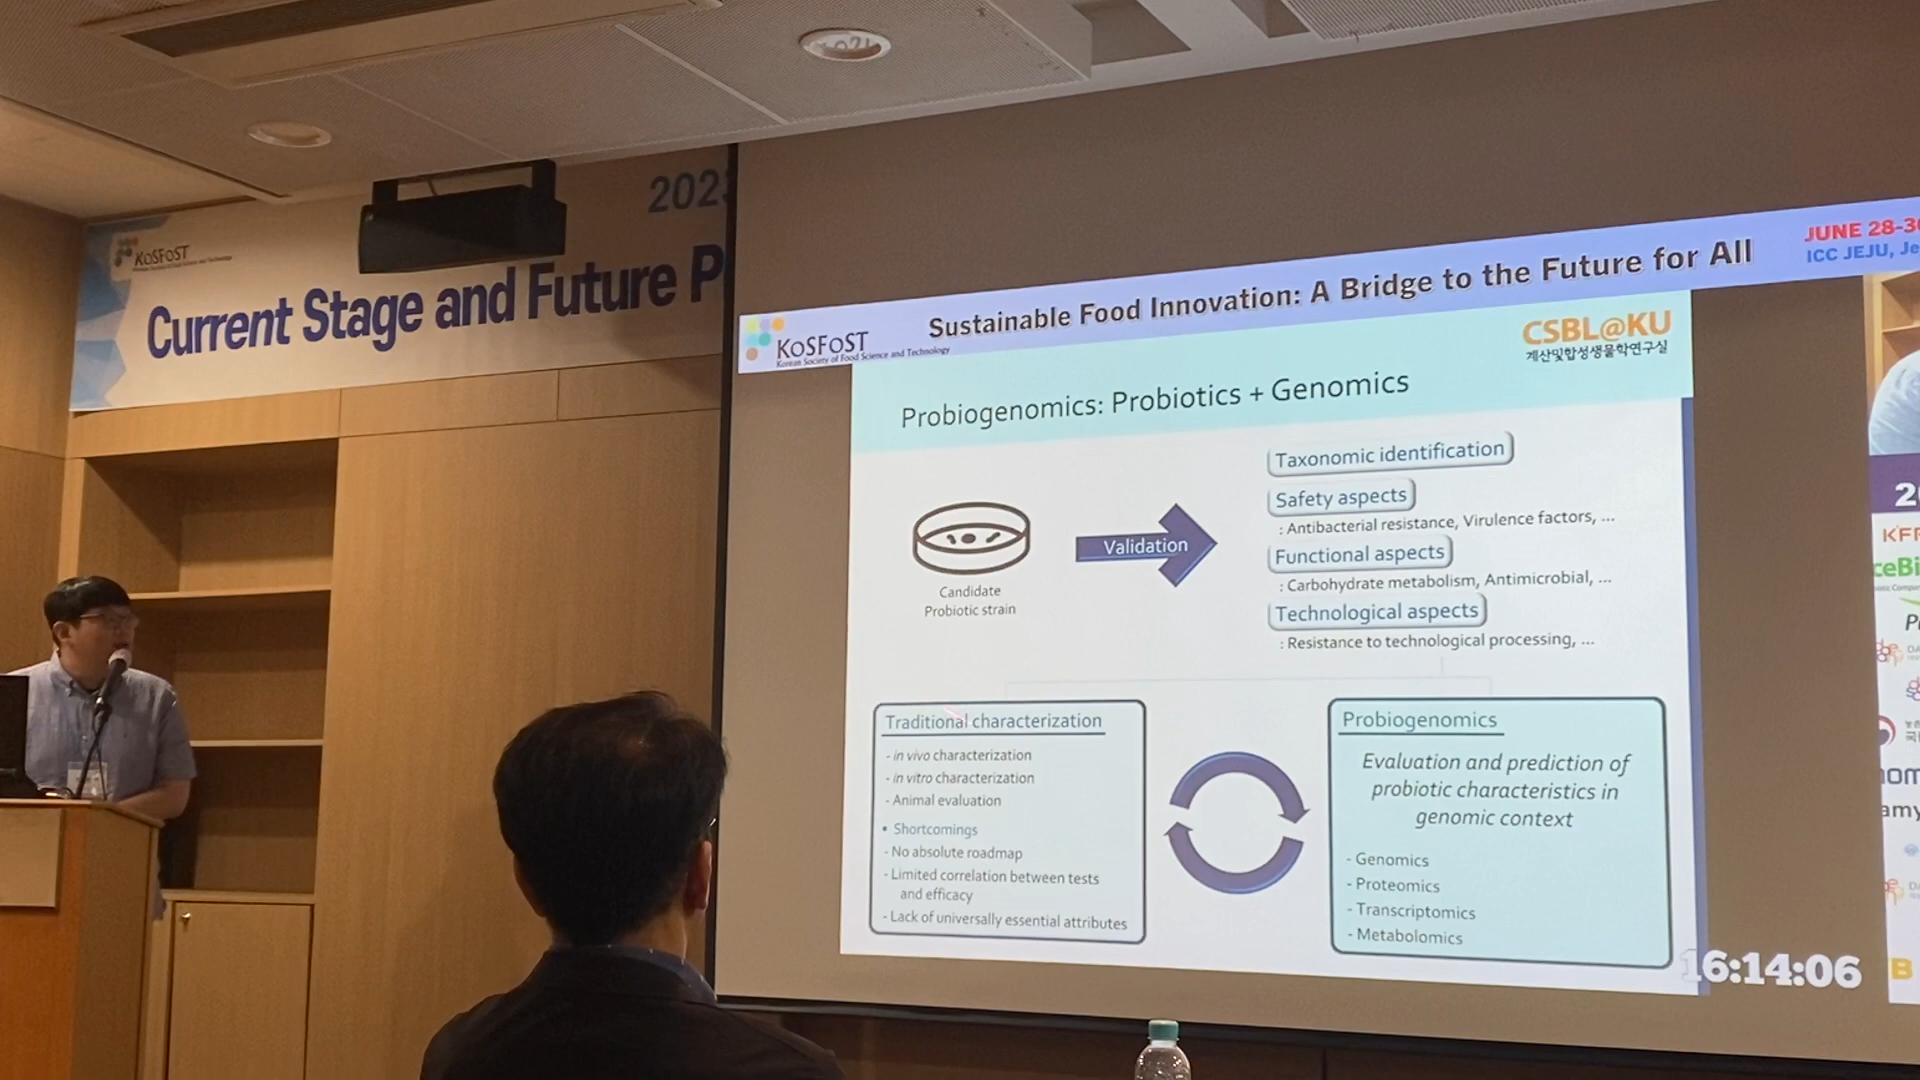 2023
KoSFoST
Current Stage and Future P
JUNE 28-30
ICC JEJU, Je
Sustainable Food Innovation: A Bridge to the Future for All
KoSFoST
Korean Society of Food Science and Technology
CSBL@KU
계산및합성생물학연구실
Probiogenomics: Probiotics + Genomics
Candidate
Probiotic strain
Validation
Taxonomic identification
Safety aspects
: Antibacterial resistance, Virulence factors, ...
Functional aspects
: Carbohydrate metabolism, Antimicrobial, ...
Technological aspects
: Resistance to technological processing, ...
Traditional characterization
- in vivo characterization
- in vitro characterization
- Animal evaluation
• Shortcomings
- No absolute roadmap
- Limited correlation between tests
and efficacy
- Lack of universally essential attributes
Probiogenomics
Evaluation and prediction of
probiotic characteristics in
genomic context
- Genomics
- Proteomics
- Transcriptomics
- Metabolomics
16:14:06